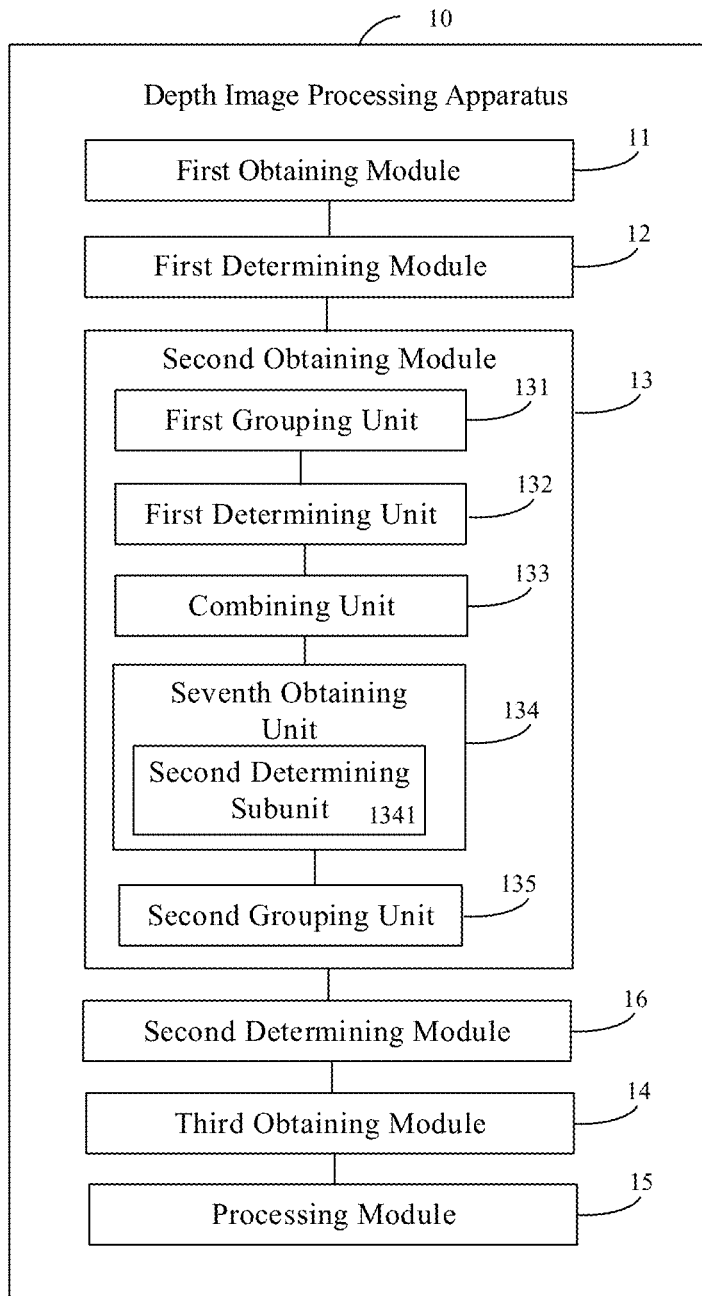 10
Depth Image Processing Apparatus
11
First Obtaining Module
12
First Determining Module
Second Obtaining Module
13
131
First Grouping Unit
132
First Determining Unit
133
Combining Unit
Seventh Obtaining
Unit
134
Second Determining
Subunit
1341
135
Second Grouping Unit
16
Second Determining Module
14
Third Obtaining Module
15
Processing Module